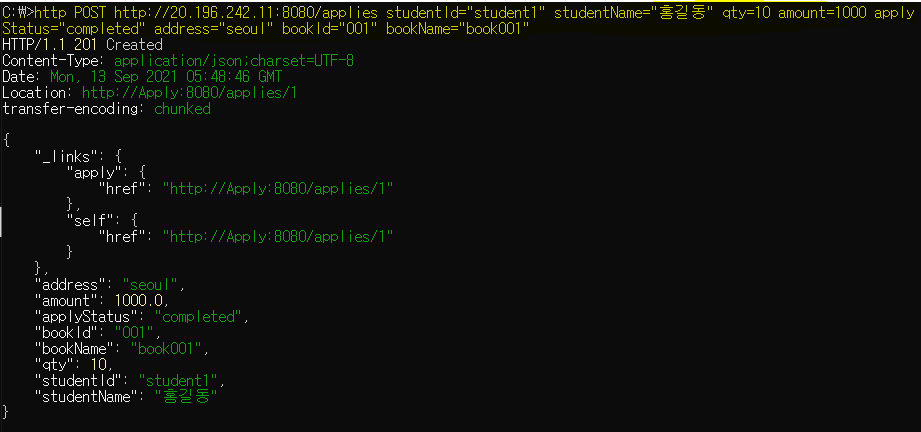 C:\>http POST http://20.196.242.11:8080/applies studentId="student1" studentName="홍길동" qty=10 amount=1000 apply
Status="completed" address="seoul" bookId="001" bookName="book001"
HTTP/1.1 201 Created
Content-Type: application/json;charset=UTF-8
Date: Mon, 13 Sep 2021 05:48:46 GMT
Location: http://Apply:8080/applies/1
transfer-encoding: chunked
{
    "_links": {
        "apply": {
            "href": "http://Apply:8080/applies/1"
        },
        "self": {
            "href": "http://Apply:8080/applies/1"
        }
    },
    "address": "seoul",
    "amount": 1000.0,
    "applyStatus": "completed",
    "bookId": "001",
    "bookName": "book001",
    "qty": 10,
    "studentId": "student1",
    "studentName": "홍길동"
}